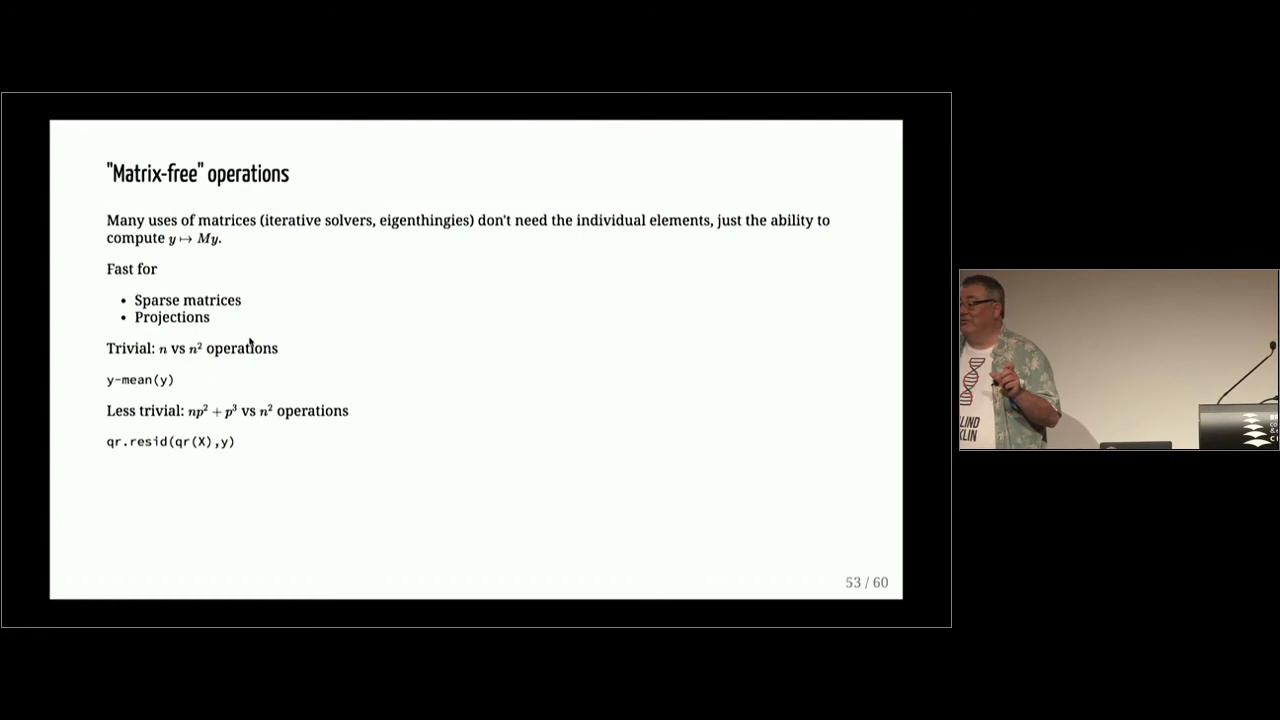 "Matrix-free" operations
Many uses of matrices (iterative solvers, eigenthingies) don't need the individual elements, just the ability to
compute y ↦ My.
Fast for
• Sparse matrices
• Projections
Trivial: n vs n² operations
y-mean(y)
Less trivial: np² + p³ vs n² operations
qr.resid(qr(X),y)
53 / 60
LIND
KLIN